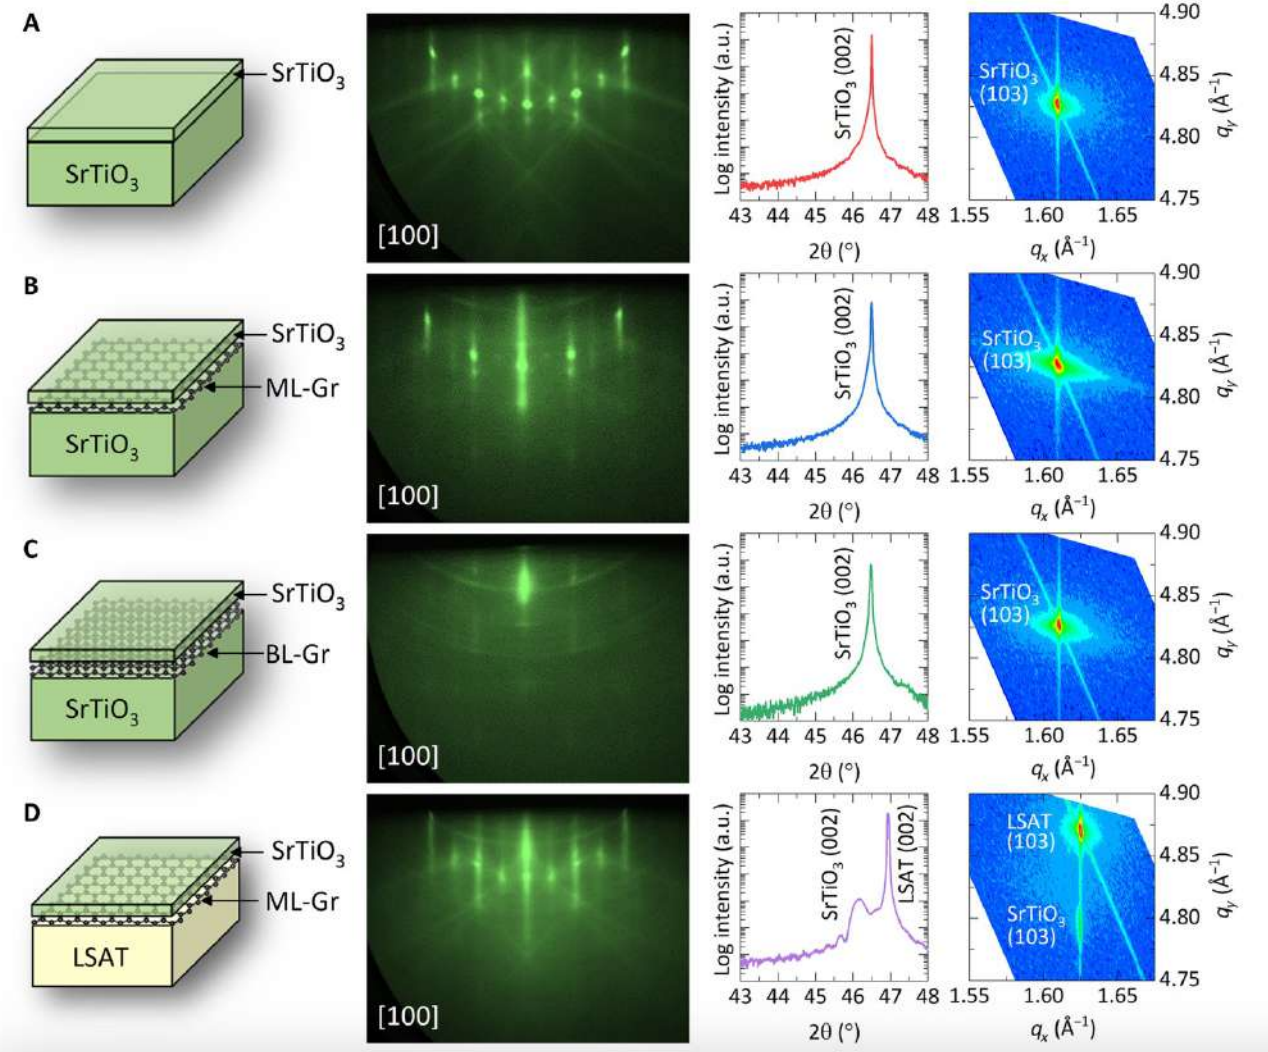 A
SrTiO₃
SrTiO₃
[100]
Log intensity (a.u.)
SrTiO₃ (002)
43 44 45 46 47 48
2θ (°)
SrTiO₃
(103)
4.90
4.85
4.80
4.75
qᵧ (Å⁻¹)
1.55 1.60 1.65
qₓ (Å⁻¹)
B
SrTiO₃
ML-Gr
SrTiO₃
[100]
Log intensity (a.u.)
SrTiO₃ (002)
43 44 45 46 47 48
2θ (°)
SrTiO₃
(103)
4.90
4.85
4.80
4.75
qᵧ (Å⁻¹)
1.55 1.60 1.65
qₓ (Å⁻¹)
C
SrTiO₃
BL-Gr
SrTiO₃
[100]
Log intensity (a.u.)
SrTiO₃ (002)
43 44 45 46 47 48
2θ (°)
SrTiO₃
(103)
4.90
4.85
4.80
4.75
qᵧ (Å⁻¹)
1.55 1.60 1.65
qₓ (Å⁻¹)
D
SrTiO₃
ML-Gr
LSAT
[100]
Log intensity (a.u.)
SrTiO₃ (002)
LSAT (002)
43 44 45 46 47 48
2θ (°)
LSAT
(103)
SrTiO₃
(103)
4.90
4.85
4.80
4.75
qᵧ (Å⁻¹)
1.55 1.60 1.65
qₓ (Å⁻¹)